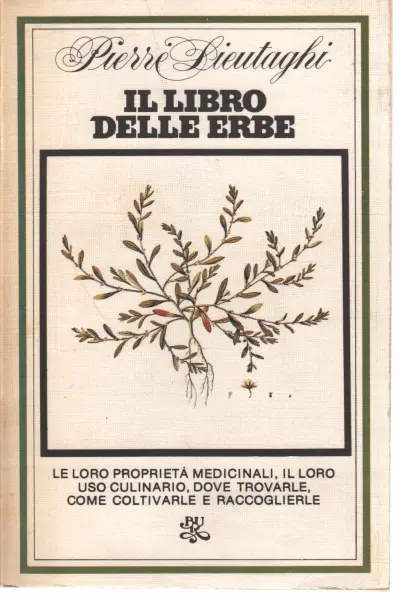 Pierre Lieutaghi
IL LIBRO
DELLE ERBE
LE LORO PROPRIETÀ MEDICINALI, IL LORO
USO CULINARIO, DOVE TROVARLE,
COME COLTIVARLE E RACCOGLIERLE
BUR